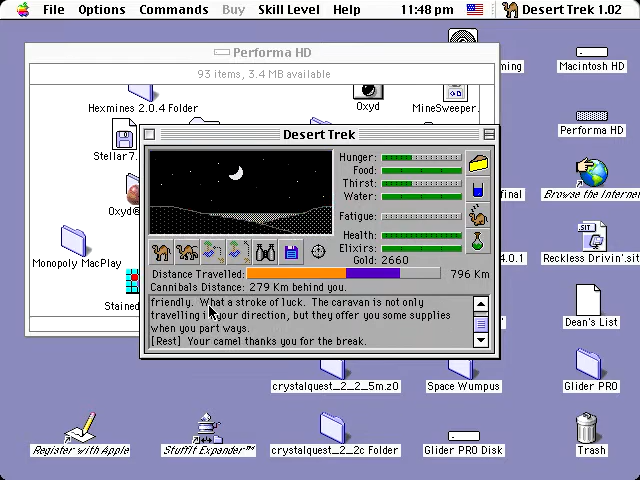 File Options Commands Buy Skill Level Help 11:48 pm Desert Trek 1.02
Performa HD
93 items, 3.4 MB available
Hexmines 2.0.4 Folder
Oxyd
MineSweeper.
Macintosh HD
Stellar7.
Performa HD
Oxyd®
Browse the Internet
Monopoly MacPlay
.SIT
Reckless Drivin'.sit
Stained
Desert Trek
Hunger:
Food:
Thirst:
Water:
Fatigue:
Health:
Elixirs:
Gold: 2660
Distance Travelled: 796 Km
Cannibals Distance: 279 Km behind you.
friendly. What a stroke of luck. The caravan is not only
travelling in your direction, but they offer you some supplies
when you part ways.
[Rest] Your camel thanks you for the break.
Dean's List
crystalquest_2_2_5m.z0
Space Wumpus
Glider PRO
Register with Apple
StuffIt Expander™
crystalquest_2_2c Folder
Glider PRO Disk
Trash